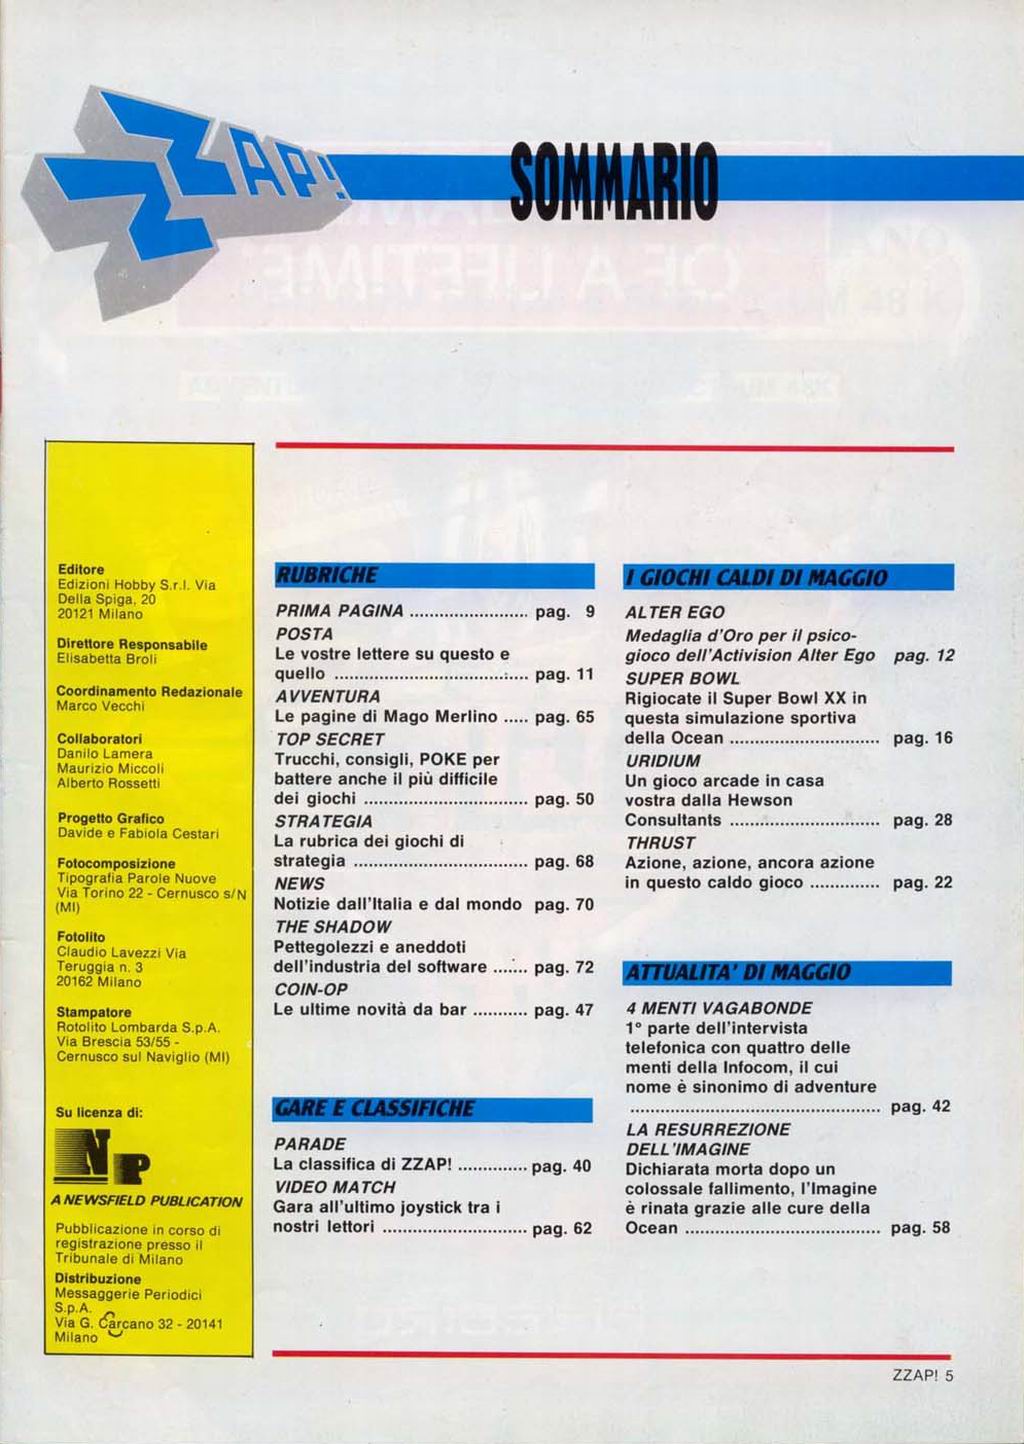 ZZAP!
SOMMARIO
Editore
Edizioni Hobby S.r.l. Via
Della Spiga, 20
20121 Milano
Direttore Responsabile
Elisabetta Broli
Coordinamento Redazionale
Marco Vecchi
Collaboratori
Danilo Lamera
Maurizio Miccoli
Alberto Rossetti
Progetto Grafico
Davide e Fabiola Cestari
Fotocomposizione
Tipografia Parole Nuove
Via Torino 22 - Cernusco s/N
(MI)
Fotolito
Claudio Lavezzi Via
Teruggia n. 3
20162 Milano
Stampatore
Rotolito Lombarda S.p.A.
Via Brescia 53/55 -
Cernusco sul Naviglio (MI)
Su licenza di:
NP
A NEWSFIELD PUBLICATION
Pubblicazione in corso di
registrazione presso il
Tribunale di Milano
Distribuzione
Messaggerie Periodici
S.p.A.
Via G. Carcano 32 - 20141
Milano
RUBRICHE
PRIMA PAGINA .......................... pag. 9
POSTA
Le vostre lettere su questo e
quello .................................. pag. 11
AVVENTURA
Le pagine di Mago Merlino ..... pag. 65
TOP SECRET
Trucchi, consigli, POKE per
battere anche il più difficile
dei giochi ................................ pag. 50
STRATEGIA
La rubrica dei giochi di
strategia .................................. pag. 68
NEWS
Notizie dall'Italia e dal mondo pag. 70
THE SHADOW
Pettegolezzi e aneddoti
dell'industria del software ....... pag. 72
COIN-OP
Le ultime novità da bar ........... pag. 47
GARE E CLASSIFICHE
PARADE
La classifica di ZZAP! .............. pag. 40
VIDEO MATCH
Gara all'ultimo joystick tra i
nostri lettori ............................ pag. 62
I GIOCHI CALDI DI MAGGIO
ALTER EGO
Medaglia d'Oro per il psico-
gioco dell'Activision Alter Ego pag. 12
SUPER BOWL
Rigiocate il Super Bowl XX in
questa simulazione sportiva
della Ocean ............................. pag. 16
URIDIUM
Un gioco arcade in casa
vostra dalla Hewson
Consultants ............................. pag. 28
THRUST
Azione, azione, ancora azione
in questo caldo gioco .............. pag. 22
ATTUALITA' DI MAGGIO
4 MENTI VAGABONDE
1° parte dell'intervista
telefonica con quattro delle
menti della Infocom, il cui
nome è sinonimo di adventure
................................................. pag. 42
LA RESURREZIONE
DELL'IMAGINE
Dichiarata morta dopo un
colossale fallimento, l'Imagine
è rinata grazie alle cure della
Ocean ...................................... pag. 58
ZZAP! 5